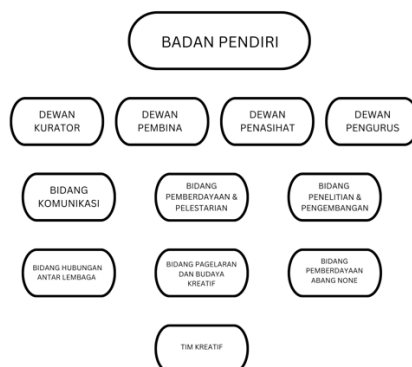 BADAN PENDIRI
DEWAN
KURATOR
DEWAN
PEMBINA
DEWAN
PENASIHAT
DEWAN
PENGURUS
BIDANG
KOMUNIKASI
BIDANG
PEMBERDAYAAN &
PELESTARIAN
BIDANG
PENELITIAN &
PENGEMBANGAN
BIDANG HUBUNGAN
ANTAR LEMBAGA
BIDANG PAGELARAN
DAN BUDAYA
KREATIF
BIDANG
PEMBERDAYAAN
ABANG NONE
TIM KREATIF